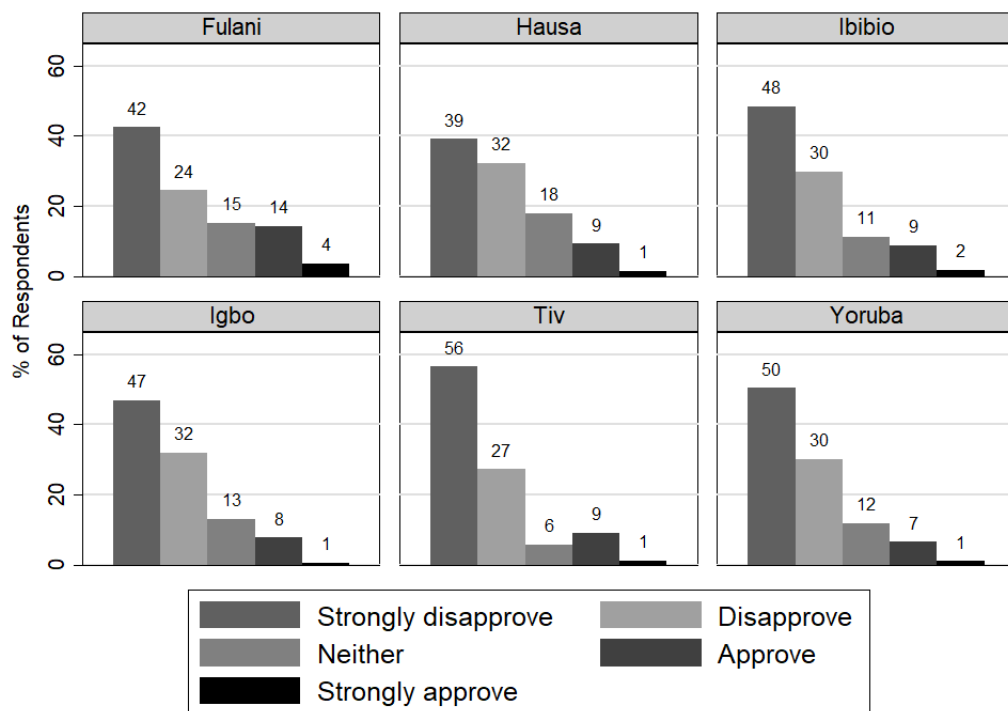 Fulani Hausa Ibibio
% of Respondents
60
40
20
0
42 24 15 14 4
39 32 18 9 1
48 30 11 9 2
Igbo Tiv Yoruba
60
40
20
0
47 32 13 8 1
56 27 6 9 1
50 30 12 7 1
Strongly disapprove Disapprove
Neither Approve
Strongly approve